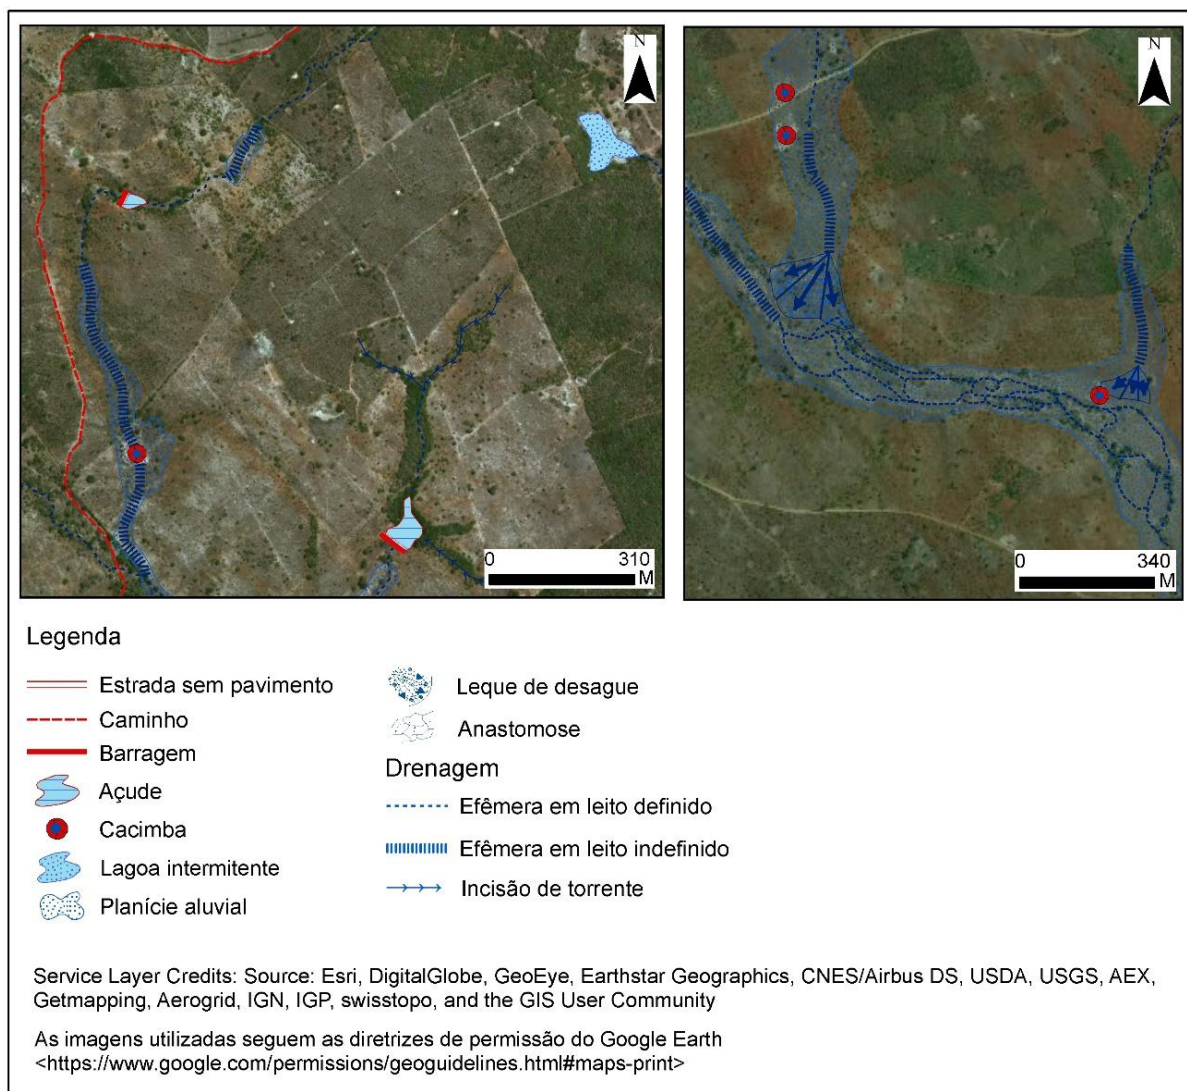 N
0 310
M
N
0 340
M
Legenda
Estrada sem pavimento
Caminho
Barragem
Açude
Cacimba
Lagoa intermitente
Planície aluvial
Leque de desague
Anastomose
Drenagem
Efêmera em leito definido
Efêmera em leito indefinido
Incisão de torrente
Service Layer Credits: Source: Esri, DigitalGlobe, GeoEye, Earthstar Geographics, CNES/Airbus DS, USDA, USGS, AEX,
Getmapping, Aerogrid, IGN, IGP, swisstopo, and the GIS User Community
As imagens utilizadas seguem as diretrizes de permissão do Google Earth
<https://www.google.com/permissions/geoguidelines.html#maps-print>